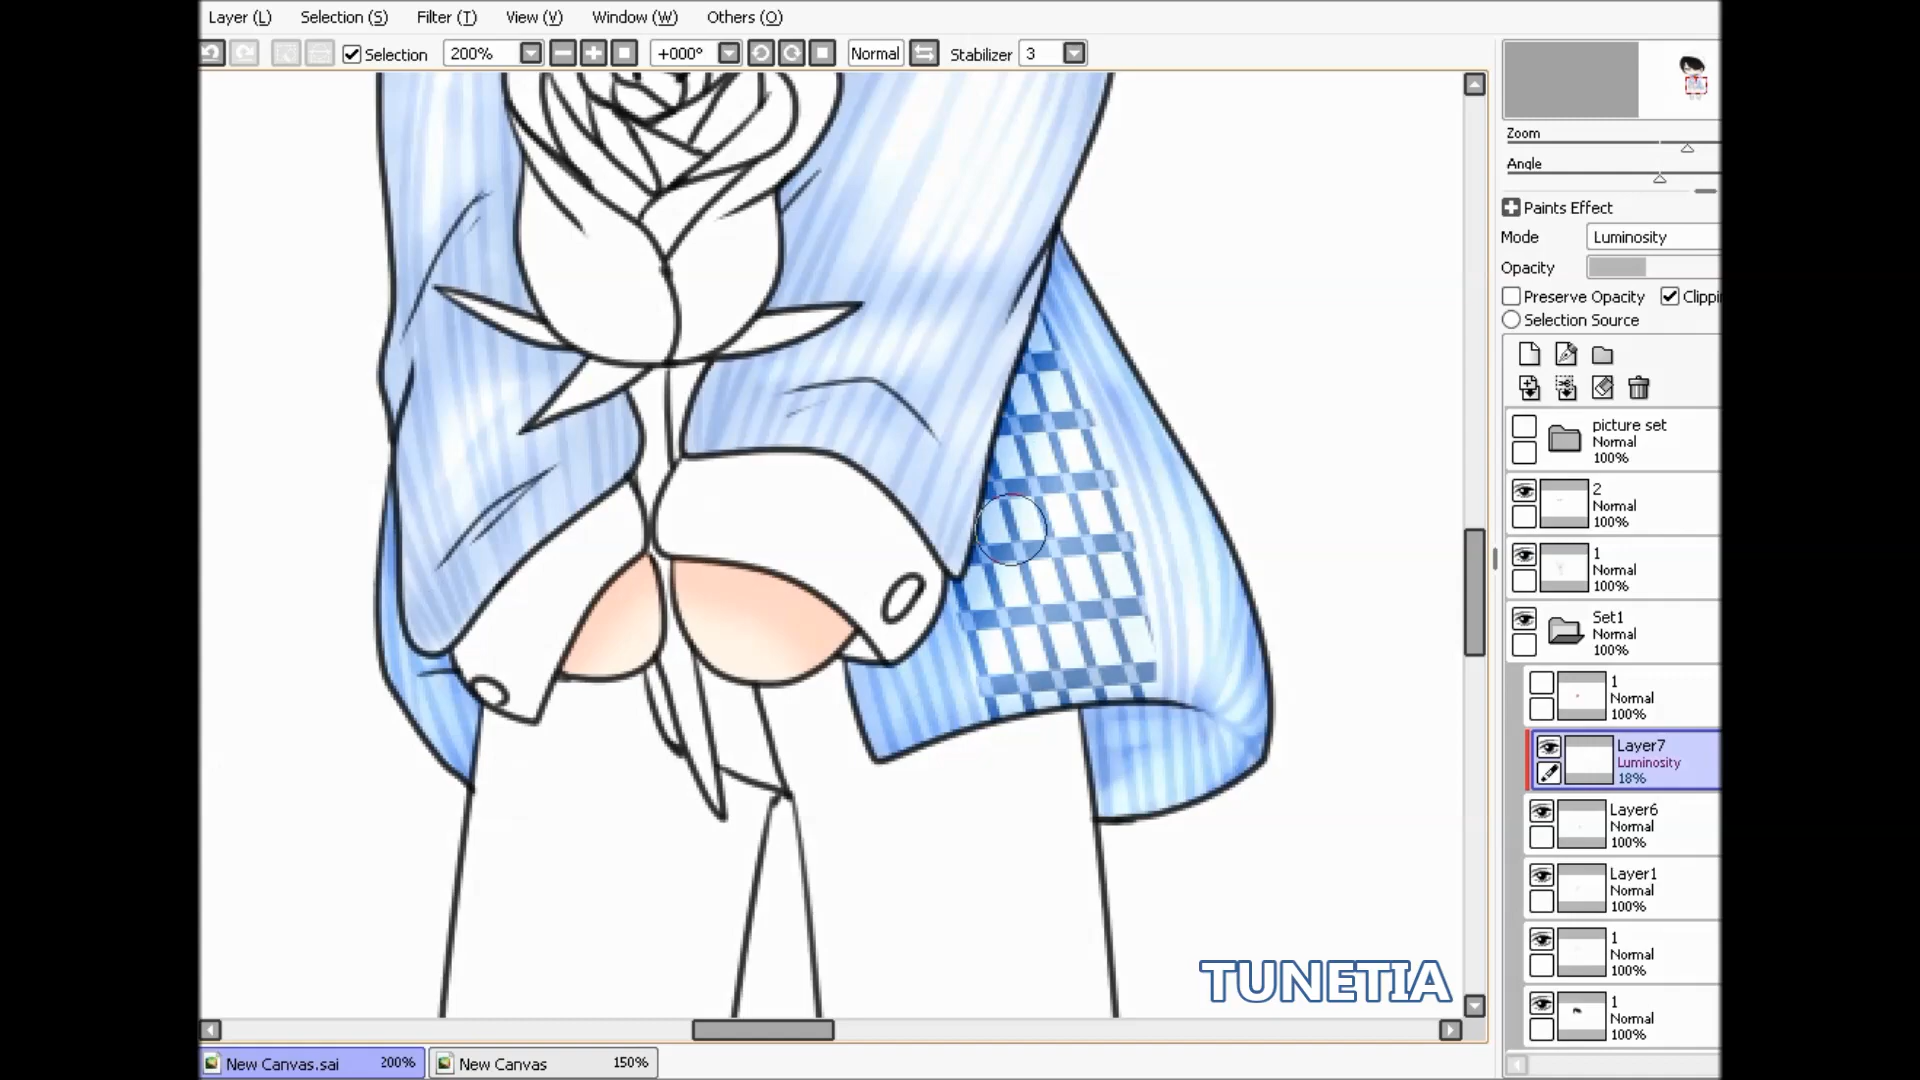 Layer (L) Selection (S) Filter (T) View (V) Window (W) Others (O)
Selection 200% +000° Normal Stabilizer 3
Zoom
Angle
Paints Effect
Mode Luminosity
Opacity
Preserve Opacity Clippi
Selection Source
picture set
Normal
100%
2
Normal
100%
1
Normal
100%
Set1
Normal
100%
1
Normal
100%
Layer7
Luminosity
18%
Layer6
Normal
100%
Layer1
Normal
100%
1
Normal
100%
1
Normal
100%
TUNETIA
New Canvas.sai 200% New Canvas 150%